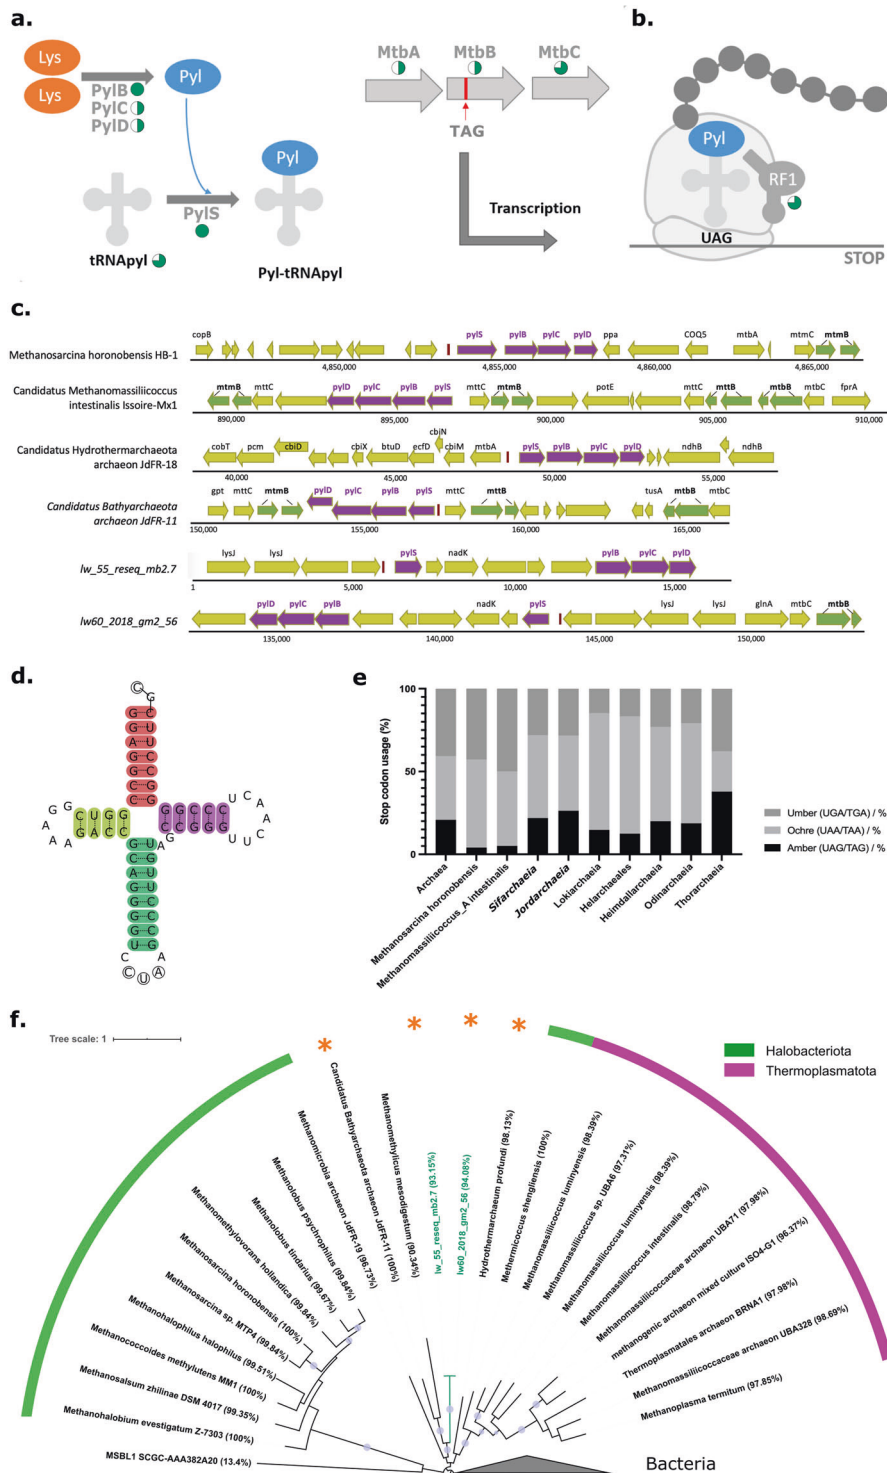 a.
Lys
Lys
PylB
PylC
PylD
Pyl
tRNApyl
PylS
Pyl
Pyl-tRNApyl
MtbA
MtbB
MtbC
TAG
Transcription
b.
Pyl
RF1
UAG
STOP
c.
copB
pylS
pylB
pylC
pylD
ppa
COQ5
mtbA
mtmC
mtmB
Methanosarcina horonobensis HB-1
4,850,000
4,855,000
4,860,000
4,865,000
mtmB
mttC
pylD
pylC
pylB
pylS
mttC
mtmB
potE
mttC
mttB
mtbB
mtbC
fprA
Candidatus Methanomassiliicoccus
intestinalis Issoire-Mx1
890,000
895,000
900,000
905,000
910,000
cobT
pcm
cbiD
cbiX
btuD
ecfD
cbiN
cbiM
mtbA
pylS
pylB
pylC
pylD
ndhB
ndhB
Candidatus Hydrothermarchaeota
archaeon JdFR-18
40,000
45,000
50,000
55,000
gpt
mttC
mtmB
pylD
pylC
pylB
pylS
mttC
mttB
tusA
mtbB
mtbC
Candidatus Bathyarchaeota
archaeon JdFR-11
150,000
155,000
160,000
165,000
lysJ
lysJ
pylS
nadK
pylB
pylC
pylD
lw_55_reseq_mb2.7
1
5,000
10,000
15,000
pylD
pylC
pylB
nadK
pylS
lysJ
lysJ
glnA
mtbC
mtbB
lw60_2018_gm2_56
135,000
140,000
145,000
150,000
d.
e
Stop codon usage (%)
100
50
0
Archaea
Methanosarcina horonobensis
Methanomassiliicoccus_A intestinalis
Sifarchaeia
Jordarchaeia
Lokiarchaeia
Helarchaeales
Heimdallarchaeia
Odinarchaeia
Thorarchaeia
Umber (UGA/TGA) / %
Ochre (UAA/TAA) / %
Amber (UAG/TAG) / %
f.
Tree scale: 1
Halobacteriota
Thermoplasmatota
MSBL1 SCGC-AAA382A20 (13.4%)
Methanohalobium evestigatum Z-7303 (100%)
Methanosalsum zhilinae DSM 4017 (99.35%)
Methanococcoides methylutens MM1 (100%)
Methanohalophilus halophilus (99.51%)
Methanosarcina sp. MTP4 (99.84%)
Methanosarcina horonobensis (100%)
Methanomethylovorans hollandica (99.84%)
Methanolobus tindarius (99.67%)
Methanolobus psychrophilus (99.84%)
Methanomicrobia archaeon JdFR-19 (96.73%)
Candidatus Bathyarchaeota archaeon JdFR-11 (100%)
Methanomethylicus mesodigestum (90.34%)
lw_55_reseq_mb2.7 (93.15%)
lw60_2018_gm2_56 (94.08%)
Hydrothermarchaeum profundi (98.13%)
Methermicoccus shengliensis (100%)
Methanomassiliicoccus luminyensis (98.39%)
Methanomassiliicoccus sp. UBA6 (97.31%)
Methanomassiliicoccus luminyensis (98.39%)
Methanomassiliicoccus intestinalis (98.79%)
Methanomassiliicoccaceae archaeon UBA71 (97.98%)
methanogenic archaeon mixed culture ISO4-G1 (96.37%)
Thermoplasmatales archaeon BRNA1 (97.98%)
Methanomassiliicoccaceae archaeon UBA328 (98.69%)
Methanoplasma termitum (97.85%)
Bacteria